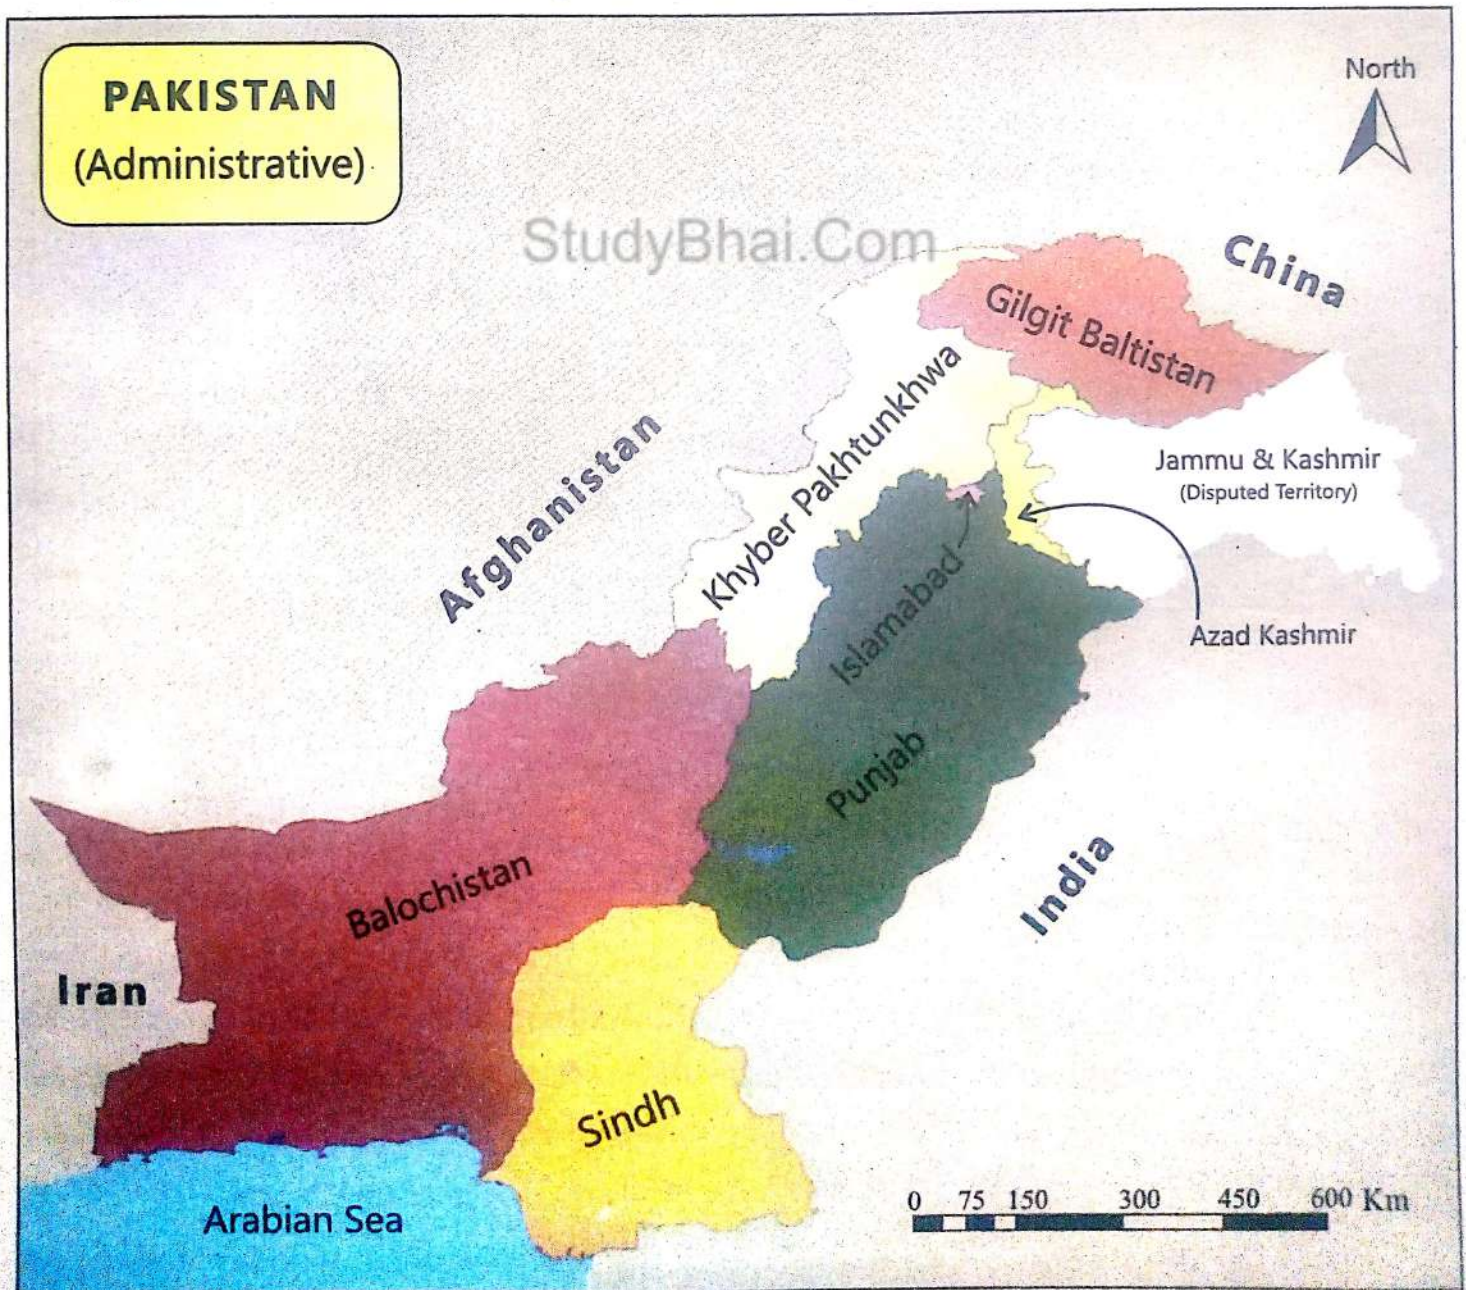 PAKISTAN
(Administrative)
North
StudyBhai.Com
China
Gilgit Baltistan
Khyber Pakhtunkhwa
Afghanistan
Jammu & Kashmir
(Disputed Territory)
Islamabad
Azad Kashmir
Punjab
India
Balochistan
Iran
Sindh
Arabian Sea
0 75 150 300 450 600 Km